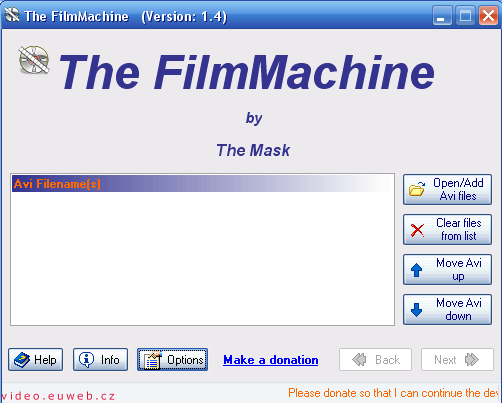 The FilmMachine (Version: 1.4)
The FilmMachine
by
The Mask
Avi Filename(s)
Open/Add
Avi files
Clear files
from list
Move Avi
up
Move Avi
down
Help
Info
Options
Make a donation
Back
Next
video.euweb.cz
Please donate so that I can continue the dev